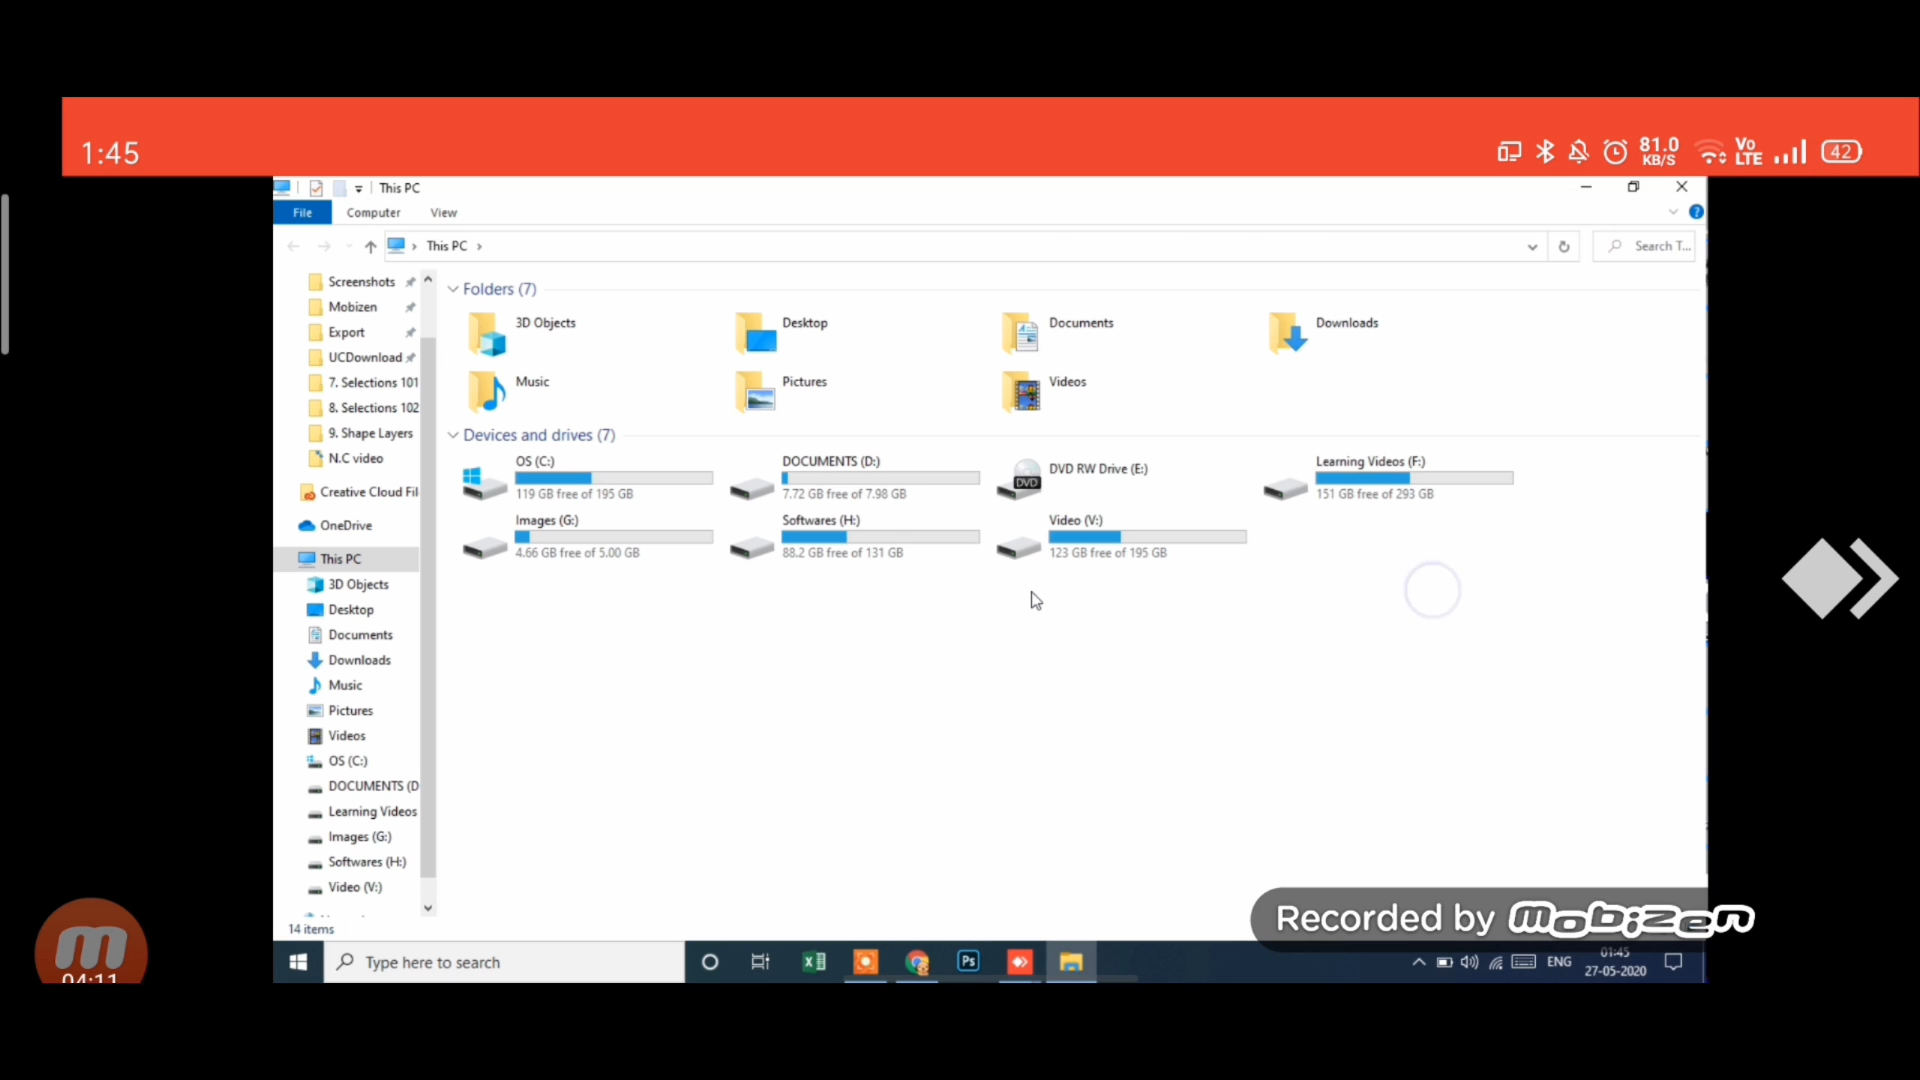 1:45
81.0
KB/S
Vo
LTE
42
This PC
File
Computer
View
This PC
Search T...
Screenshots
Mobizen
Export
UCDownload
7. Selections 101
8. Selections 102
9. Shape Layers
N.C video
Creative Cloud Fil
OneDrive
This PC
3D Objects
Desktop
Documents
Downloads
Music
Pictures
Videos
OS (C:)
DOCUMENTS (D
Learning Videos
Images (G:)
Softwares (H:)
Video (V:)
Folders (7)
3D Objects
Desktop
Documents
Downloads
Music
Pictures
Videos
Devices and drives (7)
OS (C:)
119 GB free of 195 GB
DOCUMENTS (D:)
7.72 GB free of 7.98 GB
DVD
DVD RW Drive (E:)
Learning Videos (F:)
151 GB free of 293 GB
Images (G:)
4.66 GB free of 5.00 GB
Softwares (H:)
88.2 GB free of 131 GB
Video (V:)
123 GB free of 195 GB
14 items
Recorded by mobizen
04:11
Type here to search
Ps
ENG
01:45
27-05-2020